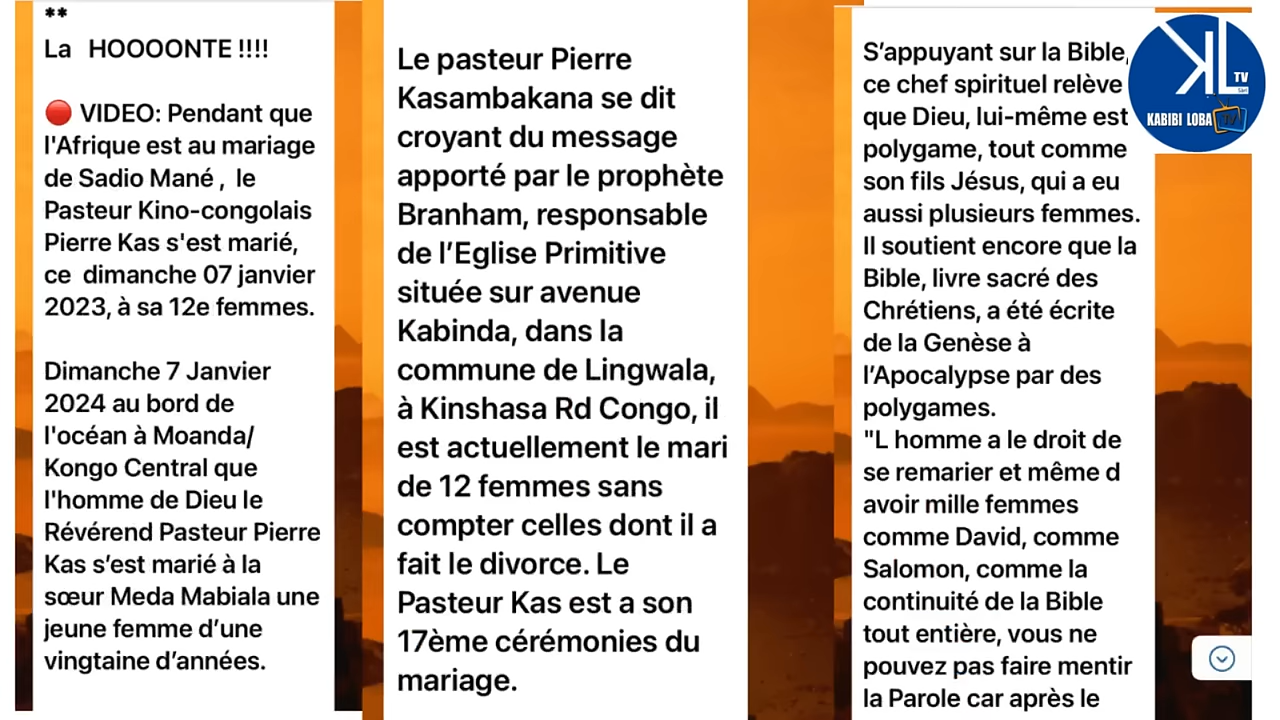 **
La HOOOONTE !!!!
🔴 VIDEO: Pendant que
l'Afrique est au mariage
de Sadio Mané , le
Pasteur Kino-congolais
Pierre Kas s'est marié,
ce dimanche 07 janvier
2023, à sa 12e femmes.
Dimanche 7 Janvier
2024 au bord de
l'océan à Moanda/
Kongo Central que
l'homme de Dieu le
Révérend Pasteur Pierre
Kas s’est marié à la
sœur Meda Mabiala une
jeune femme d’une
vingtaine d’années.
Le pasteur Pierre
Kasambakana se dit
croyant du message
apporté par le prophète
Branham, responsable
de l’Eglise Primitive
située sur avenue
Kabinda, dans la
commune de Lingwala,
à Kinshasa Rd Congo, il
est actuellement le mari
de 12 femmes sans
compter celles dont il a
fait le divorce. Le
Pasteur Kas est a son
17ème cérémonies du
mariage.
S’appuyant sur la Bible,
ce chef spirituel relève
que Dieu, lui-même est
polygame, tout comme
son fils Jésus, qui a eu
aussi plusieurs femmes.
Il soutient encore que la
Bible, livre sacré des
Chrétiens, a été écrite
de la Genèse à
l’Apocalypse par des
polygames.
"L homme a le droit de
se remarier et même d
avoir mille femmes
comme David, comme
Salomon, comme la
continuité de la Bible
tout entière, vous ne
pouvez pas faire mentir
la Parole car après le
KL TV
KABIBI LOBA TV